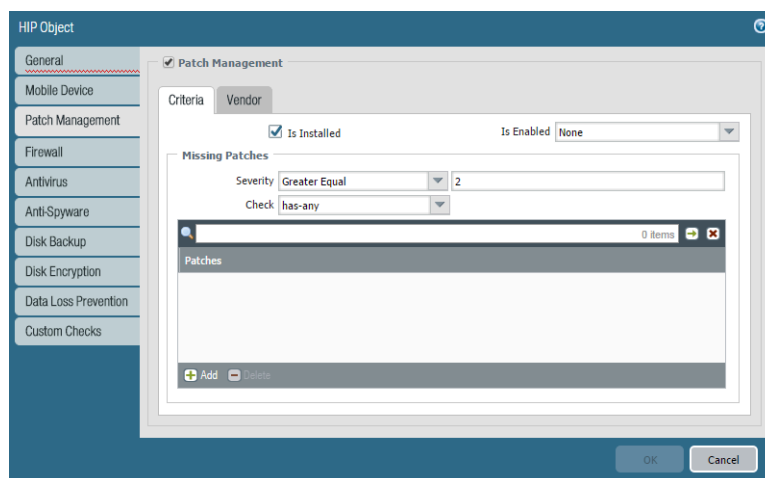 HIP Object
General
Mobile Device
Patch Management
Firewall
Antivirus
Anti-Spyware
Disk Backup
Disk Encryption
Data Loss Prevention
Custom Checks
Patch Management
Criteria Vendor
Is Installed Is Enabled None
Missing Patches
Severity Greater Equal 2
Check has-any
0 items
Patches
Add Delete
OK Cancel